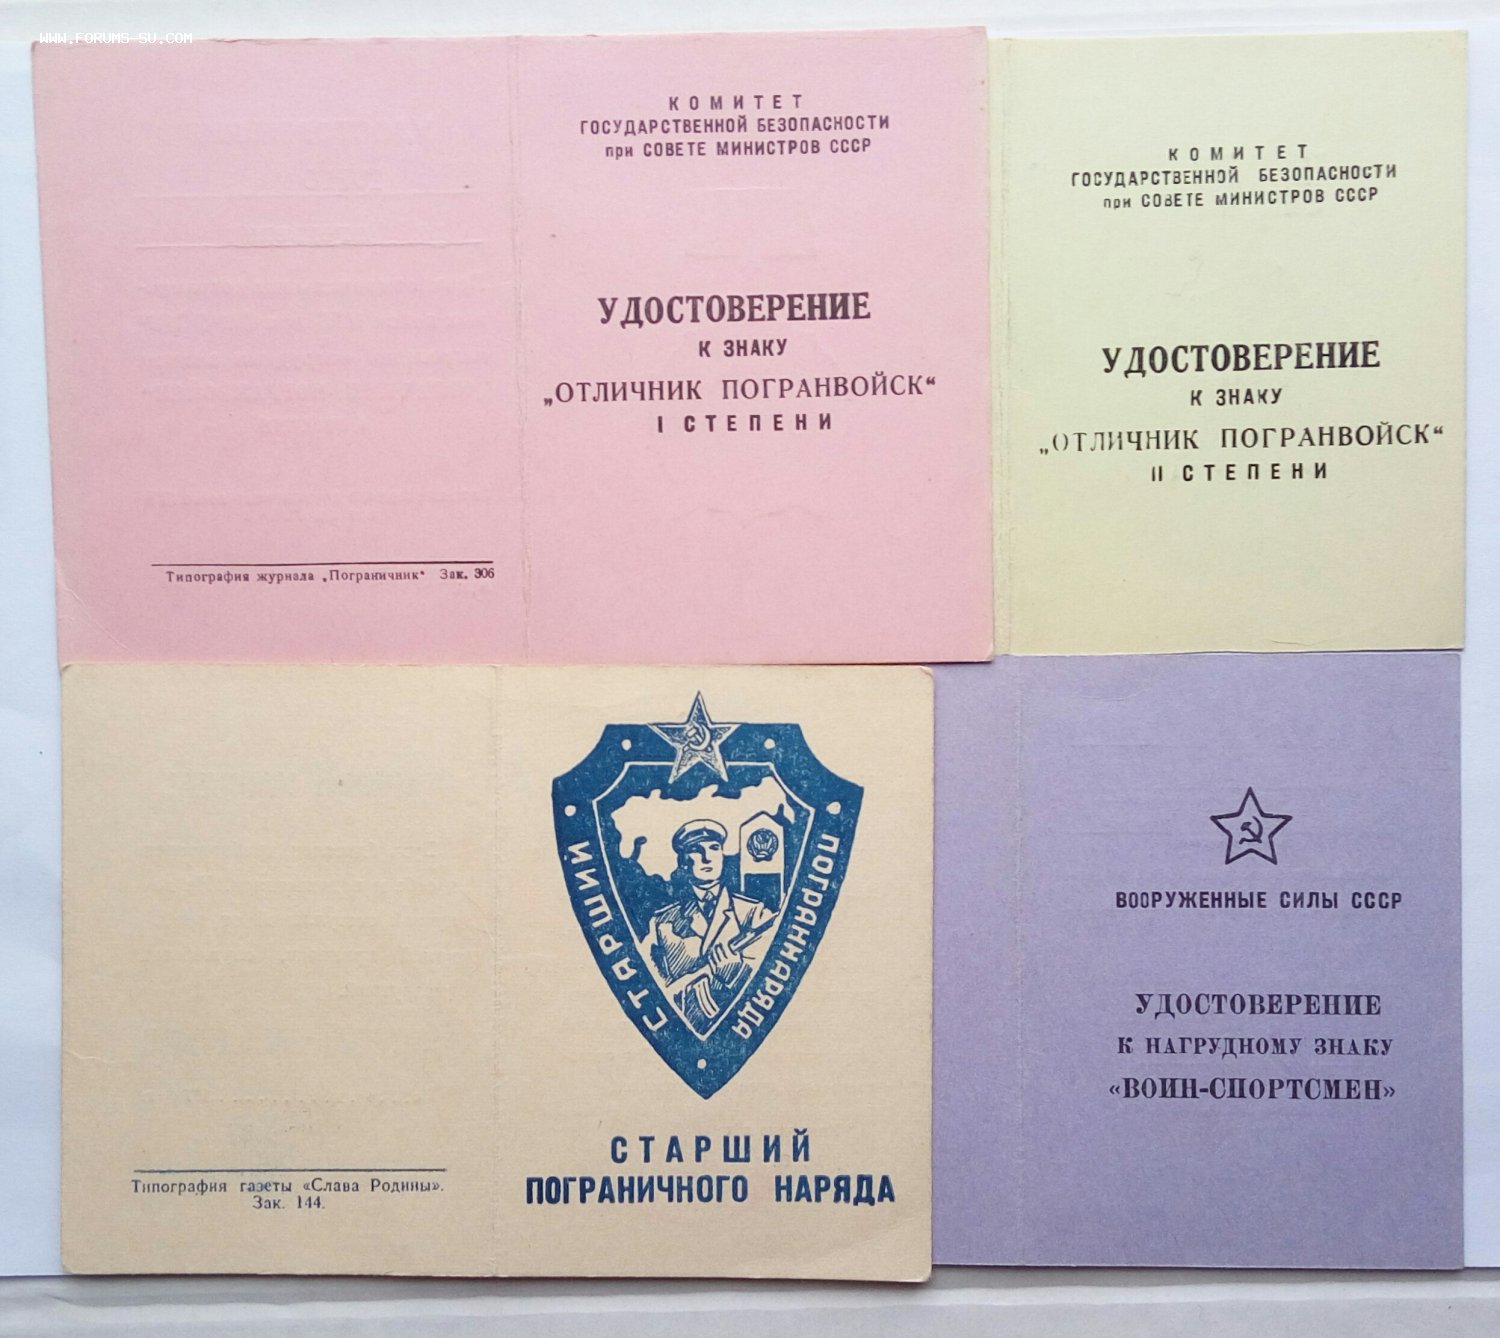 WWW.FORUMS-SU.COM
КОМИТЕТ
ГОСУДАРСТВЕННОЙ БЕЗОПАСНОСТИ
при СОВЕТЕ МИНИСТРОВ СССР
УДОСТОВЕРЕНИЕ
К ЗНАКУ
„ОТЛИЧНИК ПОГРАНВОЙСК“
I СТЕПЕНИ
Типография журнала „Пограничник“ Зак. 306
КОМИТЕТ
ГОСУДАРСТВЕННОЙ БЕЗОПАСНОСТИ
при СОВЕТЕ МИНИСТРОВ СССР
УДОСТОВЕРЕНИЕ
К ЗНАКУ
„ОТЛИЧНИК ПОГРАНВОЙСК“
II СТЕПЕНИ
Типография газеты «Слава Родины».
Зак. 144.
СТАРШИЙ
ПОГРАННАРЯДА
СТАРШИЙ
ПОГРАНИЧНОГО НАРЯДА
ВООРУЖЕННЫЕ СИЛЫ СССР
УДОСТОВЕРЕНИЕ
К НАГРУДНОМУ ЗНАКУ
«ВОИН-СПОРТСМЕН»